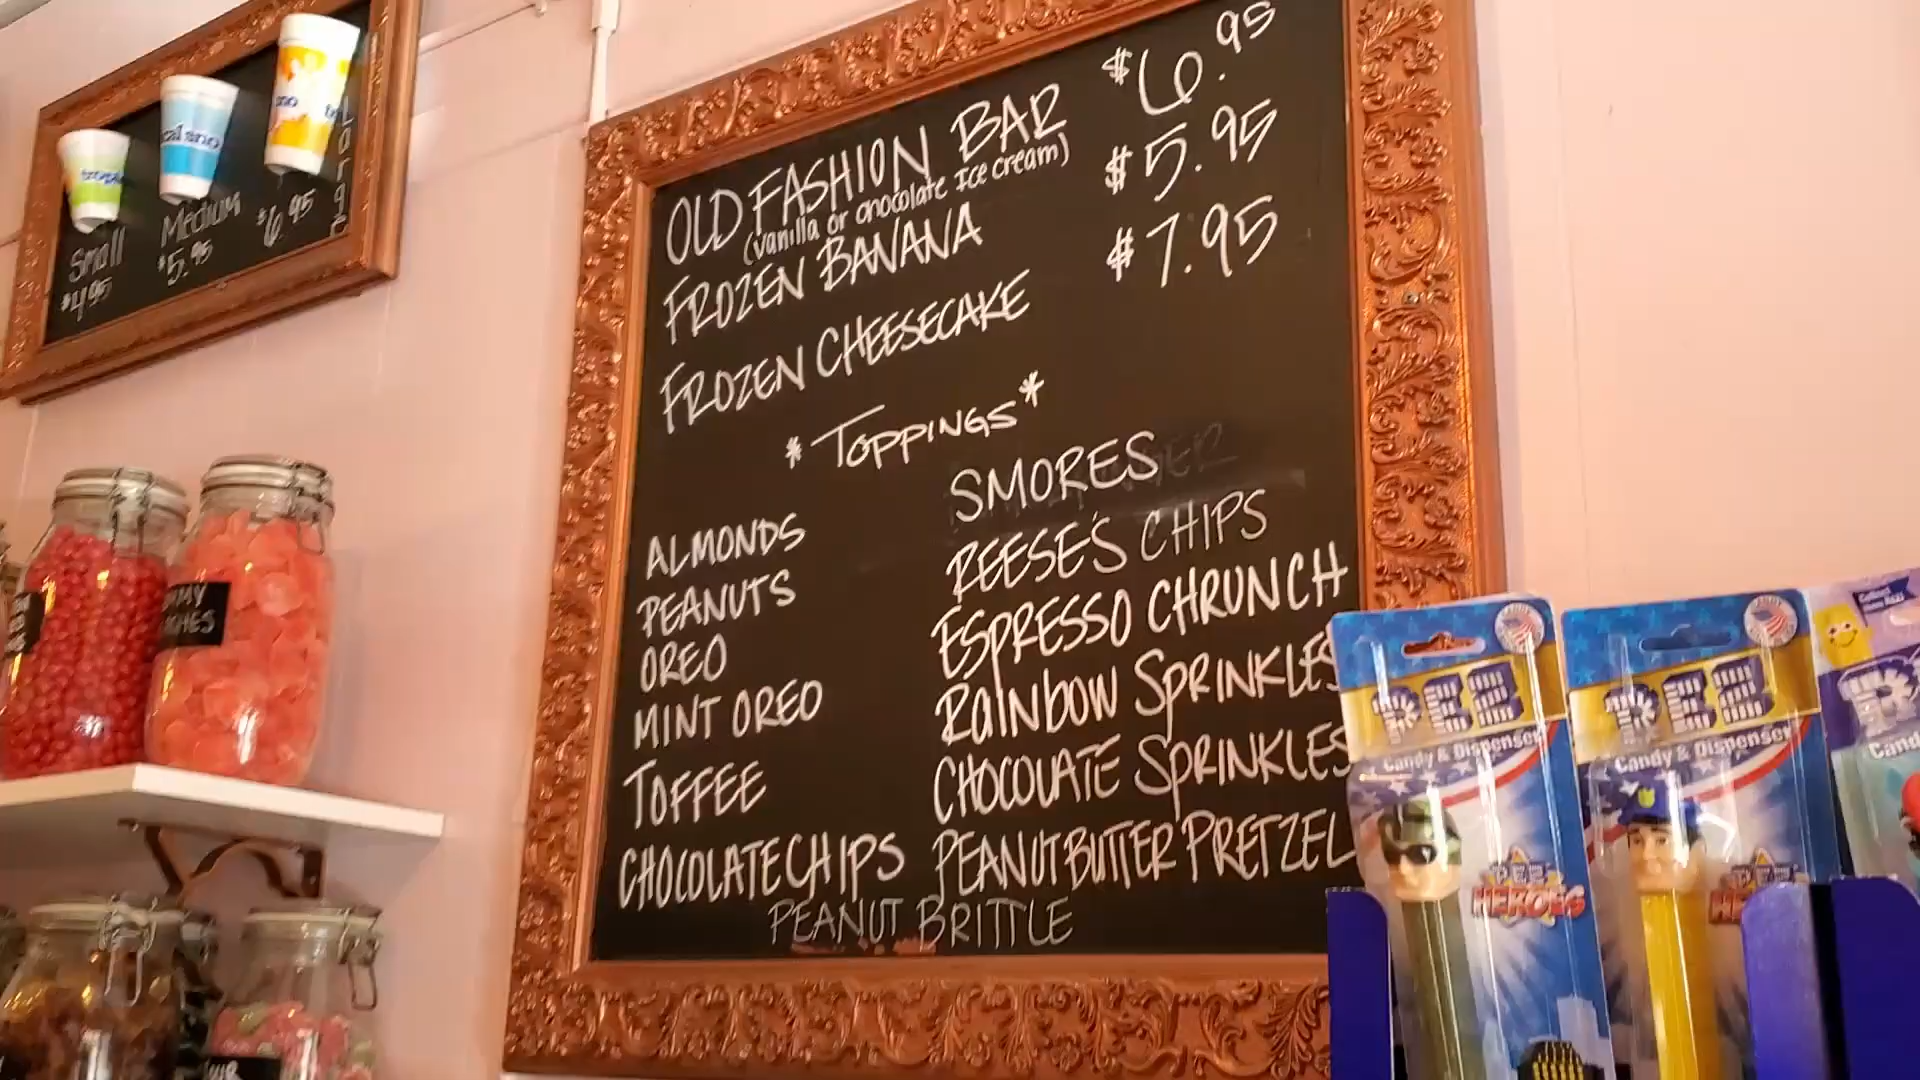 OLD FASHION BAR $6.95
(vanilla or chocolate Ice cream)
FROZEN BANANA $5.95
FROZEN CHEESECAKE $7.95
*TOPPINGS*
ALMONDS
PEANUTS
OREO
MINT OREO
TOFFEE
CHOCOLATE CHIPS
SMORES
REESE'S CHIPS
ESPRESSO CHRUNCH
RAINBOW SPRINKLES
CHOCOLATE SPRINKLES
PEANUT BUTTER PRETZEL
PEANUT BRITTLE
Small
$4.95
Medium
$5.95
Large
$6.95
PEZ
Candy & Dispenser
PEZ
HEROES
PEZ
Candy & Dispenser
PEZ